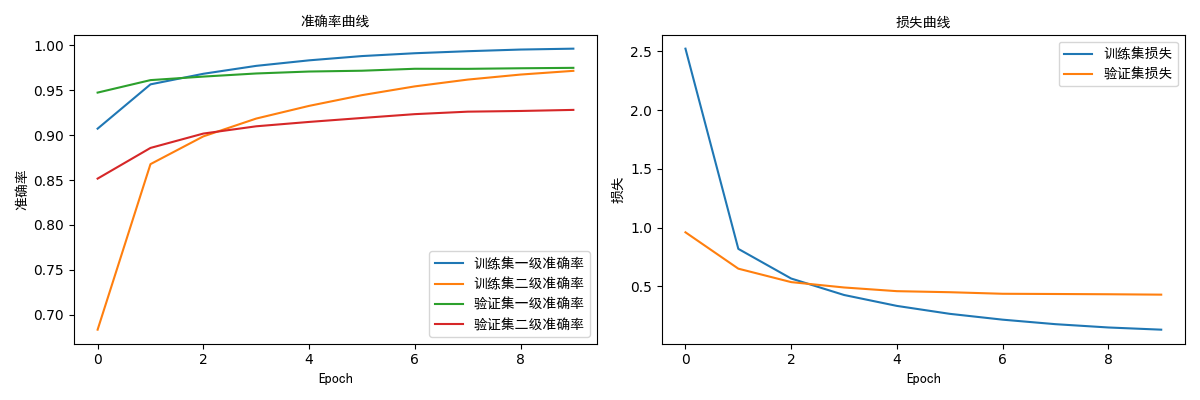 准确率曲线
准确率
1.00
0.95
0.90
0.85
0.80
0.75
0.70
0 2 4 6 8
Epoch
训练集一级准确率
训练集二级准确率
验证集一级准确率
验证集二级准确率
损失曲线
损失
2.5
2.0
1.5
1.0
0.5
0 2 4 6 8
Epoch
训练集损失
验证集损失